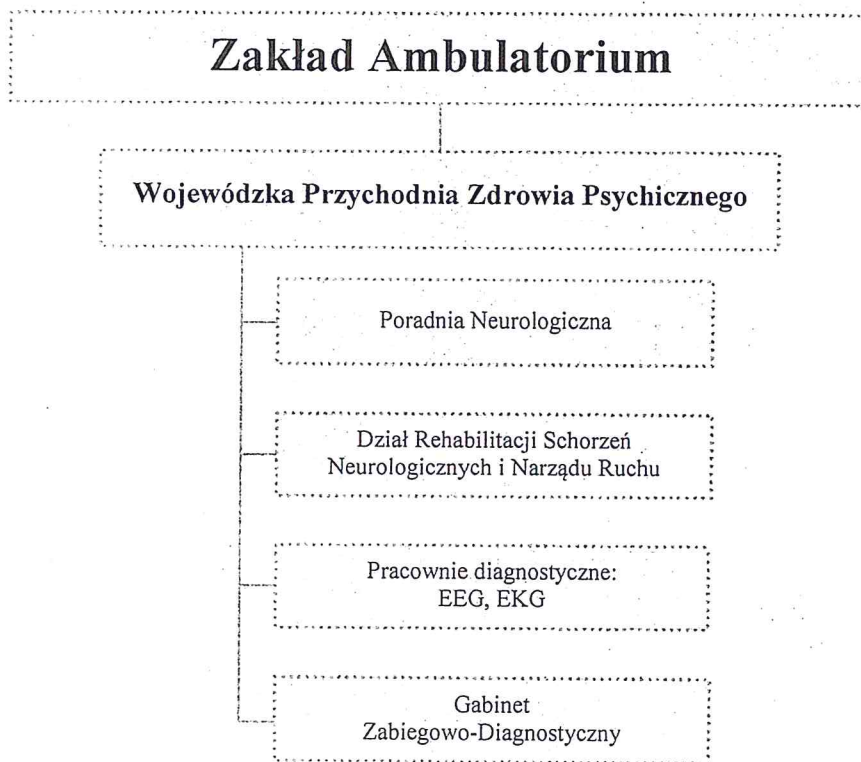 Zakład Ambulatorium
Wojewódzka Przychodnia Zdrowia Psychicznego
Poradnia Neurologiczna
Dział Rehabilitacji Schorzeń
Neurologicznych i Narządu Ruchu
Pracownie diagnostyczne:
EEG, EKG
Gabinet
Zabiegowo-Diagnostyczny